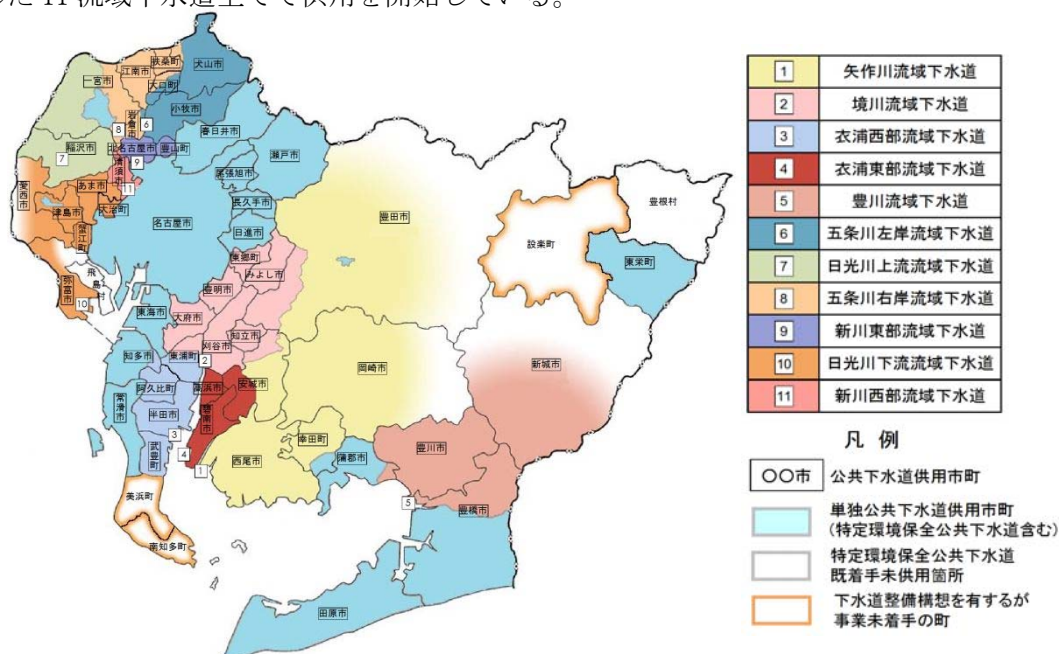 った 11 流域下水道全てで供用を開始している。
一宮市
江南市
扶桑町
犬山市
大口町
小牧市
岩倉市
8
6
春日井市
瀬戸市
稲沢市
7
北名古屋市
豊山町
9
清須市
11
尾張旭市
愛西市
あま市
津島市
大治町
蟹江町
名古屋市
長久手市
日進市
豊田市
設楽町
豊根村
東栄町
飛島村
弥富市
10
東郷町
みよし市
豊明市
東海市
大府市
知立市
刈谷市
知多市
東浦町
2
岡崎市
新城市
阿久比町
高浜市
安城市
常滑市
半田市
碧南市
3
武豊町
4
1
西尾市
幸田町
蒲郡市
豊川市
5
豊橋市
美浜町
南知多町
田原市
1 矢作川流域下水道
2 境川流域下水道
3 衣浦西部流域下水道
4 衣浦東部流域下水道
5 豊川流域下水道
6 五条川左岸流域下水道
7 日光川上流流域下水道
8 五条川右岸流域下水道
9 新川東部流域下水道
10 日光川下流流域下水道
11 新川西部流域下水道
凡 例
○○市 公共下水道供用市町
単独公共下水道供用市町
(特定環境保全公共下水道含む)
特定環境保全公共下水道
既着手未供用箇所
下水道整備構想を有するが
事業未着手の町